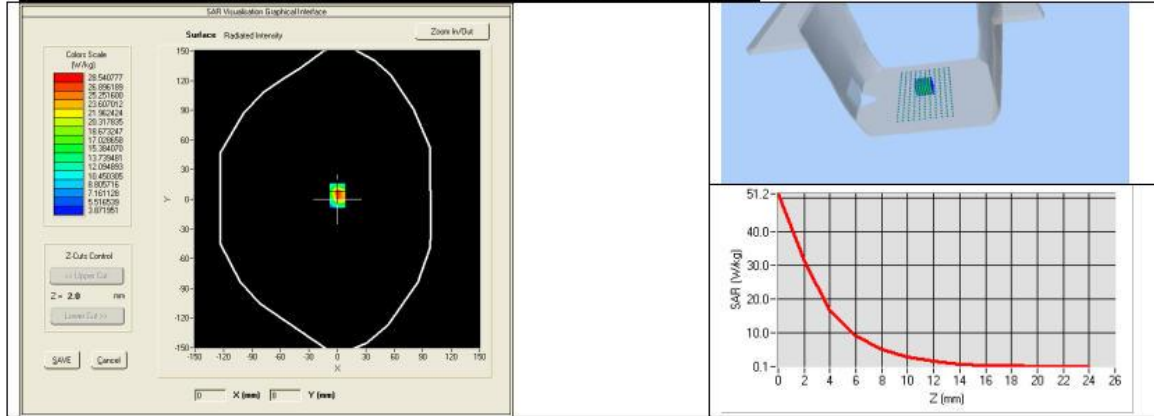 SAR Visualisation Graphical Interface
Surface Radiated Intensity
Zoom In/Out
Colors Scale
(W/kg)
28.540777
26.896189
25.251600
23.607012
21.962424
20.317835
18.673247
17.028658
15.384070
13.739481
12.094893
10.450305
8.805716
7.161128
5.516539
3.871951
Z-Cuts Control
<< Upper Cut
Z = 2.0 mm
Lower Cut >>
SAVE Cancel
150
120
90
60
30
0
-30
-60
-90
-120
-150
Y
-150 -120 -90 -60 -30 0 30 60 90 120 150
X
0 X (mm) 0 Y (mm)
51.2
40.0
30.0
20.0
10.0
0.1
SAR (W/kg)
0 2 4 6 8 10 12 14 16 18 20 22 24 26
Z (mm)